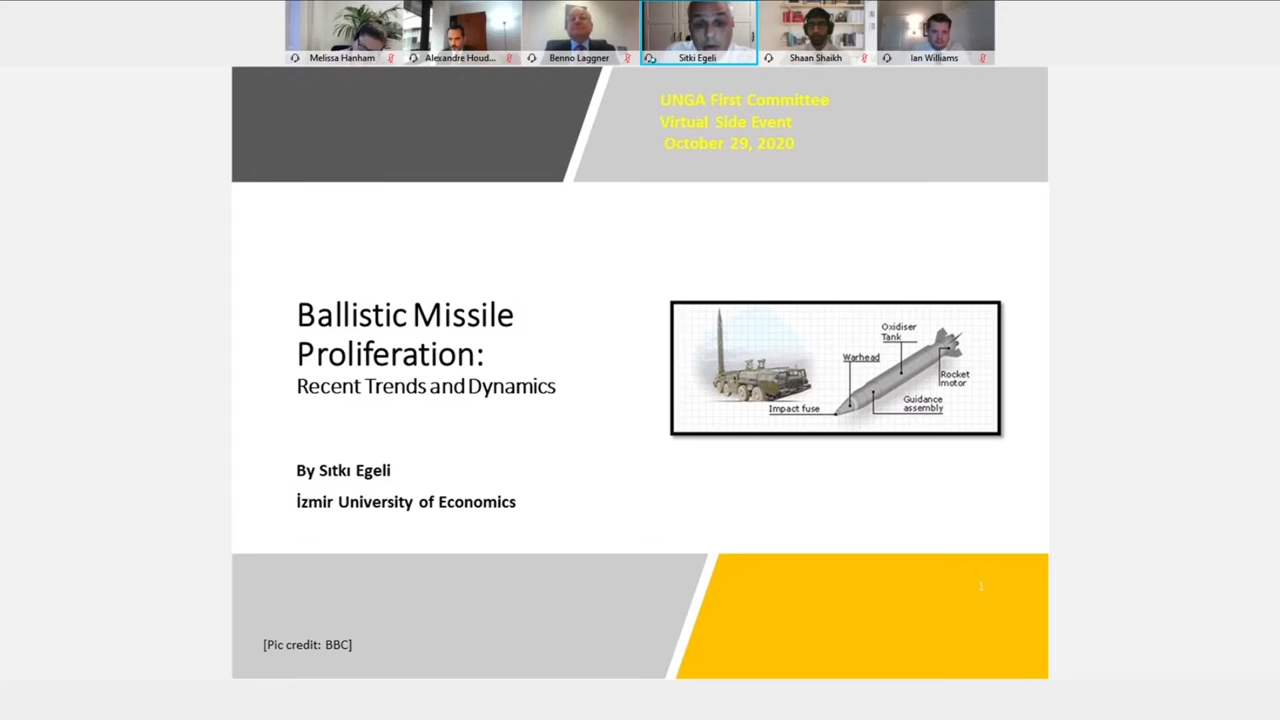 Melissa Hanham
Alexandre Houd...
Benno Laggner
Sitki Egeli
Shaan Shaikh
Ian Williams
UNGA First Committee
Virtual Side Event
October 29, 2020
Ballistic Missile
Proliferation:
Recent Trends and Dynamics
Oxidiser
Tank
Warhead
Rocket
motor
Guidance
assembly
Impact fuse
By Sıtkı Egeli
İzmir University of Economics
1
[Pic credit: BBC]